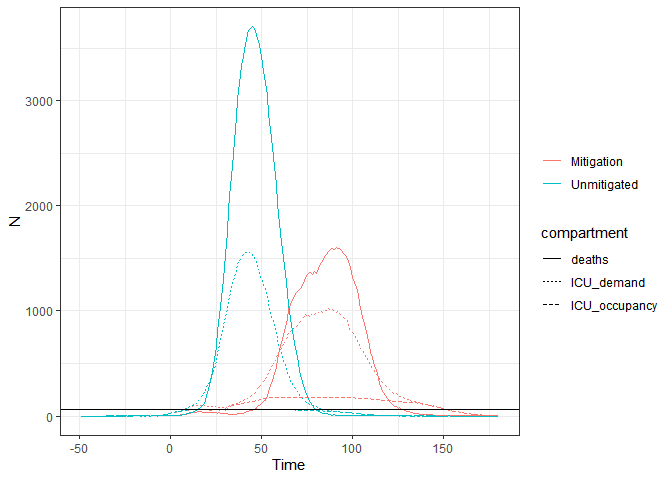 3000
2000
1000
0
N
-50 0 50 100 150
Time
Mitigation
Unmitigated
compartment
deaths
ICU_demand
ICU_occupancy